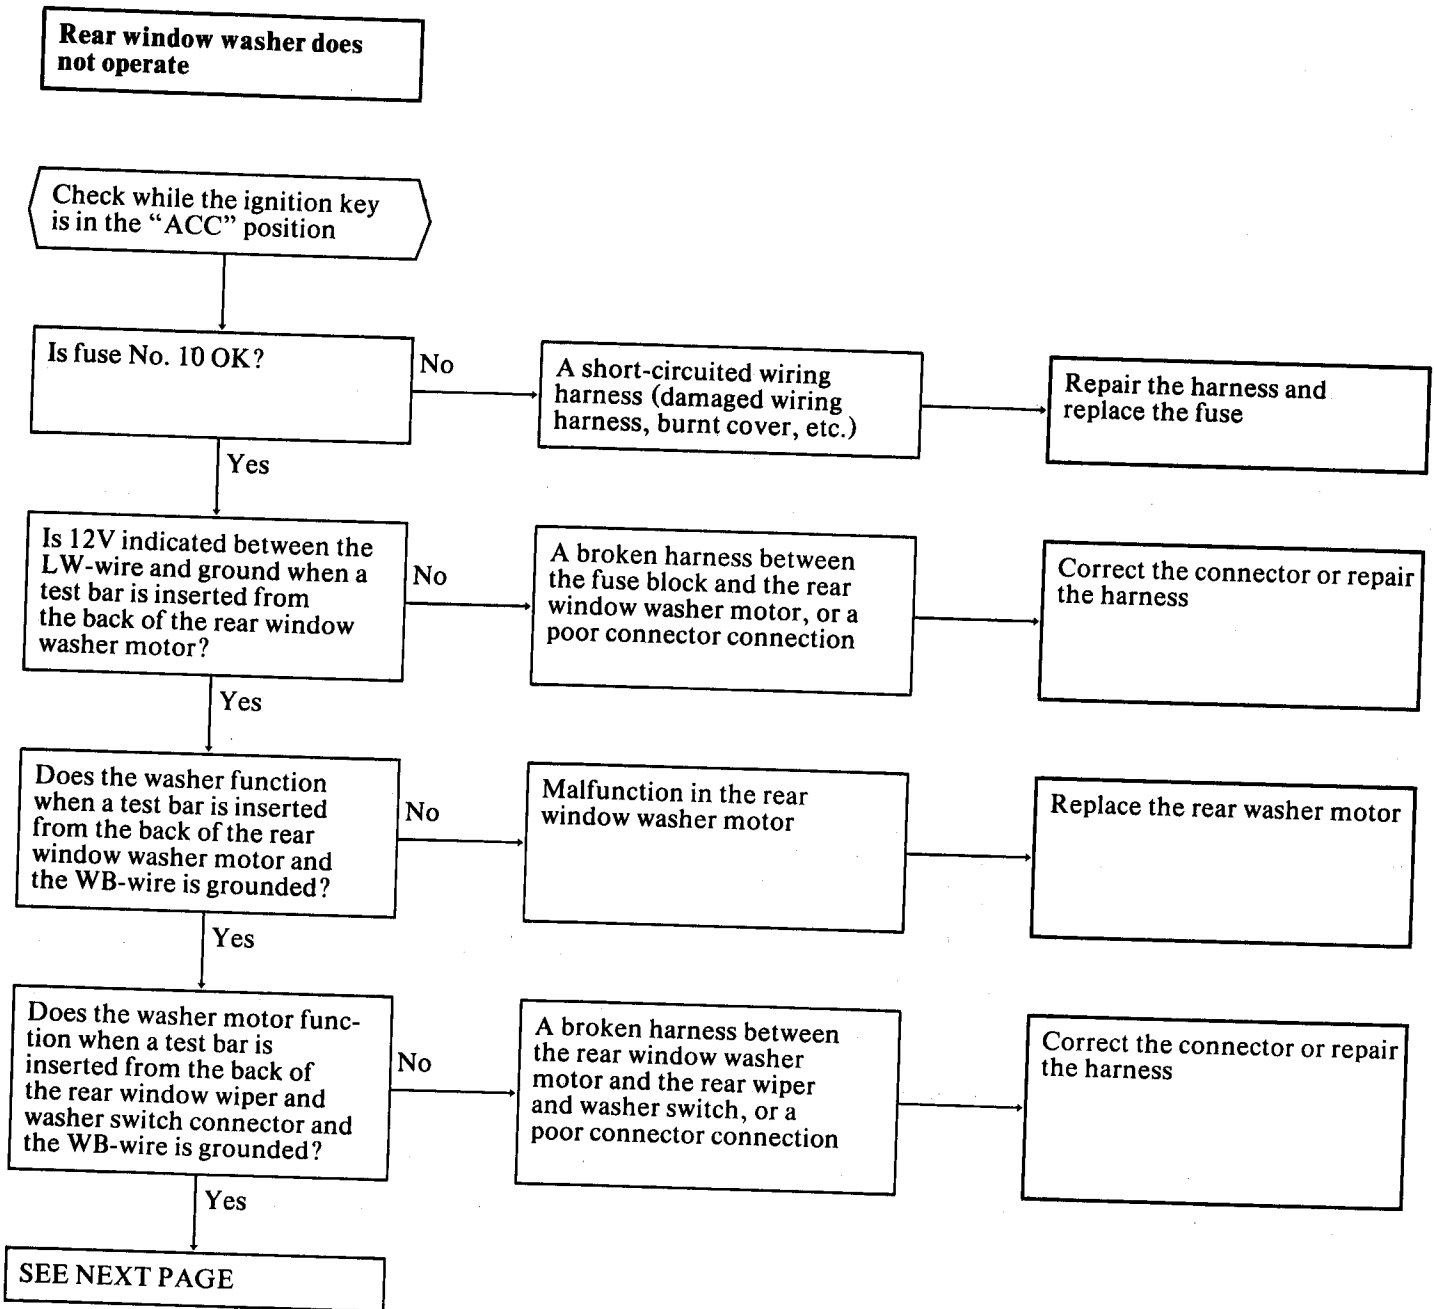 Rear window washer does
not operate
Check while the ignition key
is in the “ACC” position
Is fuse No. 10 OK?
No
A short-circuited wiring
harness (damaged wiring
harness, burnt cover, etc.)
Repair the harness and
replace the fuse
Yes
Is 12V indicated between the
LW-wire and ground when a
test bar is inserted from
the back of the rear window
washer motor?
No
A broken harness between
the fuse block and the rear
window washer motor, or a
poor connector connection
Correct the connector or repair
the harness
Yes
Does the washer function
when a test bar is inserted
from the back of the rear
window washer motor and
the WB-wire is grounded?
No
Malfunction in the rear
window washer motor
Replace the rear washer motor
Yes
Does the washer motor func-
tion when a test bar is
inserted from the back of
the rear window wiper and
washer switch connector and
the WB-wire is grounded?
No
A broken harness between
the rear window washer
motor and the rear wiper
and washer switch, or a
poor connector connection
Correct the connector or repair
the harness
Yes
SEE NEXT PAGE